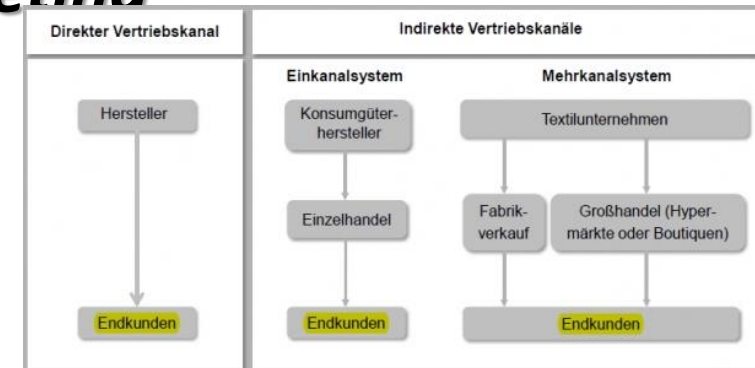 Direkter Vertriebskanal
Indirekte Vertriebskanäle
Hersteller
Endkunden
Einkanalsystem
Konsumgüter-
hersteller
Einzelhandel
Endkunden
Mehrkanalsystem
Textilunternehmen
Fabrik-
verkauf
Großhandel (Hyper-
märkte oder Boutiquen)
Endkunden